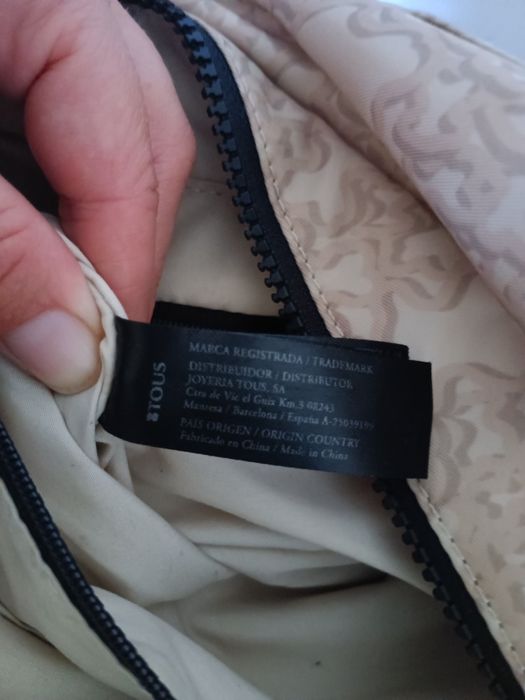 TOUS
MARCA REGISTRADA / TRADEMARK
DISTRIBUIDOR / DISTRIBUTOR
JOYERIA TOUS, SA
Ctra de Vic el Guix Km.3 08243
Manresa / Barcelona / España A-25039199
PAIS ORIGEN / ORIGIN COUNTRY
Fabricado en China / Made in China